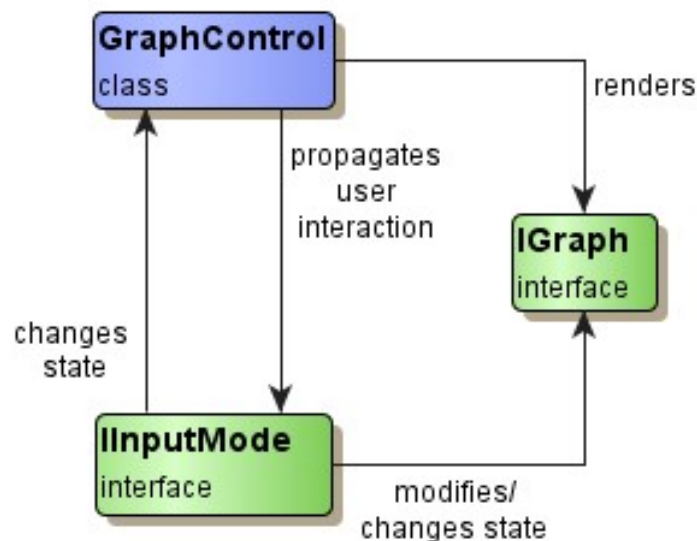 GraphControl
class
renders
propagates
user
interaction
IGraph
interface
changes
state
IInputMode
interface
modifies/
changes state